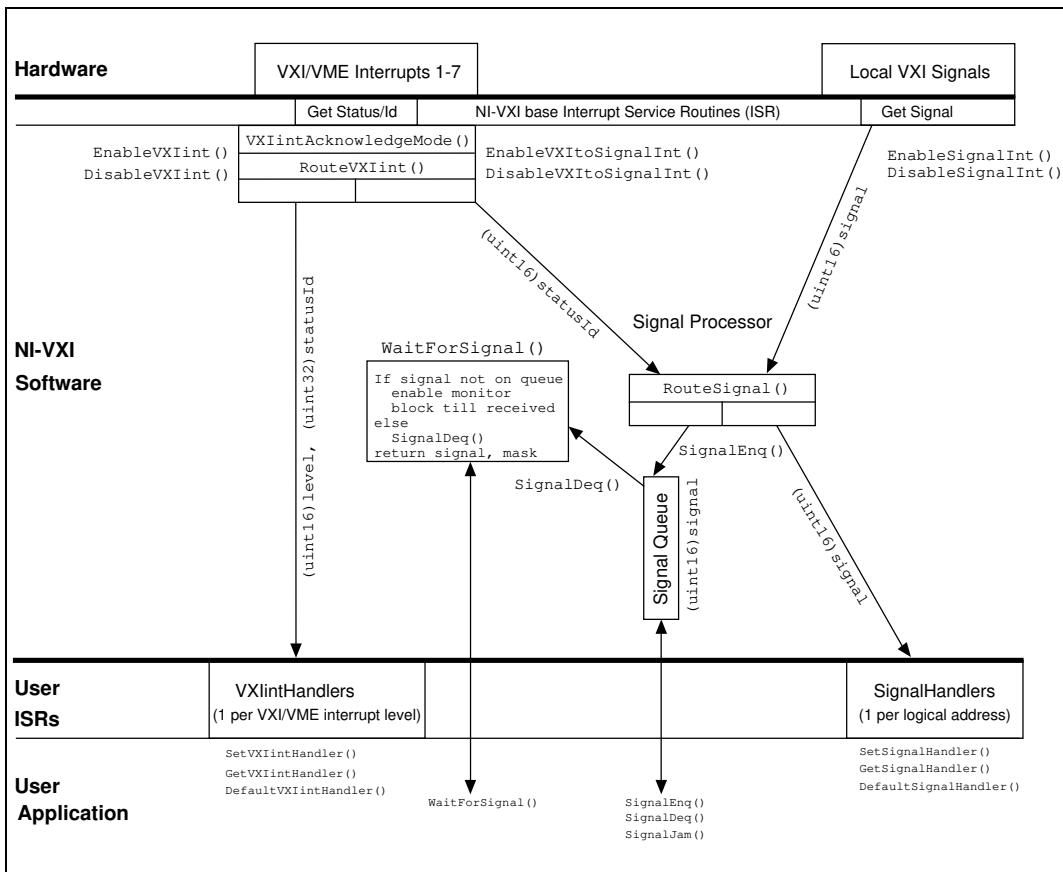 Hardware
VXI/VME Interrupts 1-7
Local VXI Signals
Get Status/Id
NI-VXI base Interrupt Service Routines (ISR)
Get Signal
VXIintAcknowledgeMode()
RouteVXIint()
EnableVXIint()
DisableVXIint()
EnableVXItoSignalInt()
DisableVXItoSignalInt()
EnableSignalInt()
DisableSignalInt()
(uint16)level, (uint32)statusId
(uint16)statusId
(uint16)signal
NI-VXI
Software
Signal Processor
WaitForSignal()
If signal not on queue
enable monitor
block till received
else
SignalDeq()
return signal, mask
RouteSignal()
SignalEnq()
SignalDeq()
Signal Queue
(uint16)signal
(uint16)signal
User
ISRs
VXIintHandlers
(1 per VXI/VME interrupt level)
SignalHandlers
(1 per logical address)
User
Application
SetVXIintHandler()
GetVXIintHandler()
DefaultVXIintHandler()
WaitForSignal()
SignalEnq()
SignalDeq()
SignalJam()
SetSignalHandler()
GetSignalHandler()
DefaultSignalHandler()